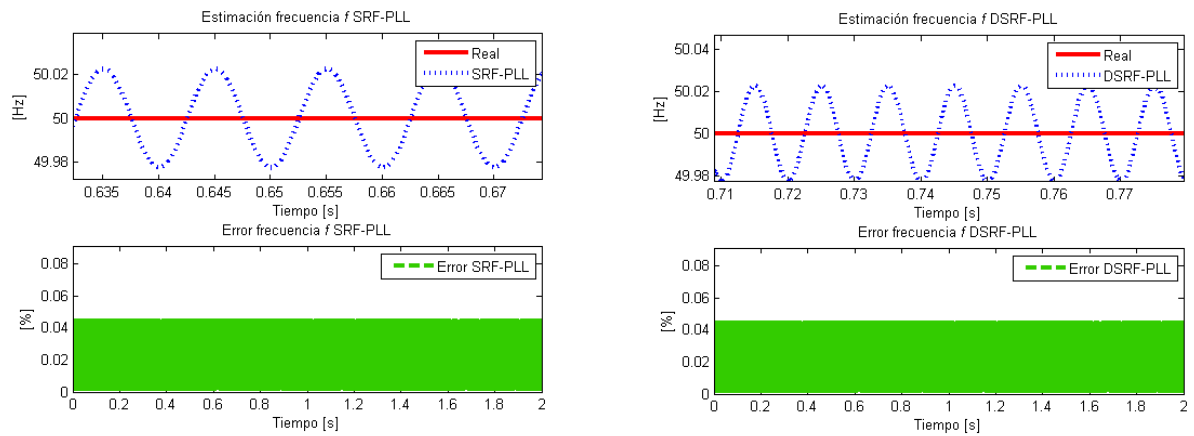 Estimación frecuencia f SRF-PLL
50.02
50
49.98
[Hz]
Real
SRF-PLL
0.635 0.64 0.645 0.65 0.655 0.66 0.665 0.67
Tiempo [s]
Error frecuencia f SRF-PLL
0.08
0.06
0.04
0.02
0
[%]
Error SRF-PLL
0 0.2 0.4 0.6 0.8 1 1.2 1.4 1.6 1.8 2
Tiempo [s]
Estimación frecuencia f DSRF-PLL
50.04
50.02
50
49.98
[Hz]
Real
DSRF-PLL
0.71 0.72 0.73 0.74 0.75 0.76 0.77
Tiempo [s]
Error frecuencia f DSRF-PLL
0.08
0.06
0.04
0.02
0
[%]
Error DSRF-PLL
0 0.2 0.4 0.6 0.8 1 1.2 1.4 1.6 1.8 2
Tiempo [s]